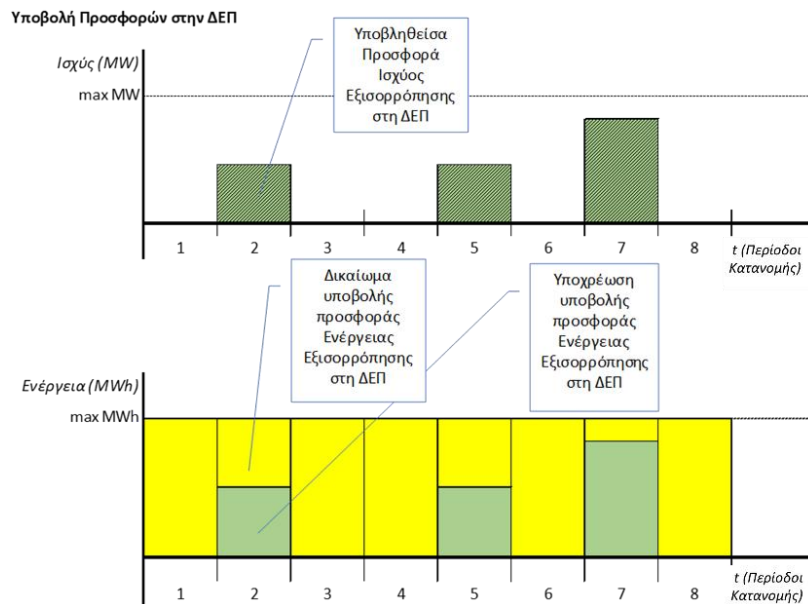 Υποβολή Προσφορών στην ΔΕΠ
Υποβληθείσα
Προσφορά
Ισχύος
Εξισορρόπησης
στη ΔΕΠ
Ισχύς (MW)
max MW
1 2 3 4 5 6 7 8
t (Περίοδοι
Κατανομής)
Δικαίωμα
υποβολής
προσφοράς
Ενέργειας
Εξισορρόπησης
στη ΔΕΠ
Υποχρέωση
υποβολής
προσφοράς
Ενέργειας
Εξισορρόπησης
στη ΔΕΠ
Ενέργεια (MWh)
max MWh
1 2 3 4 5 6 7 8
t (Περίοδοι
Κατανομής)